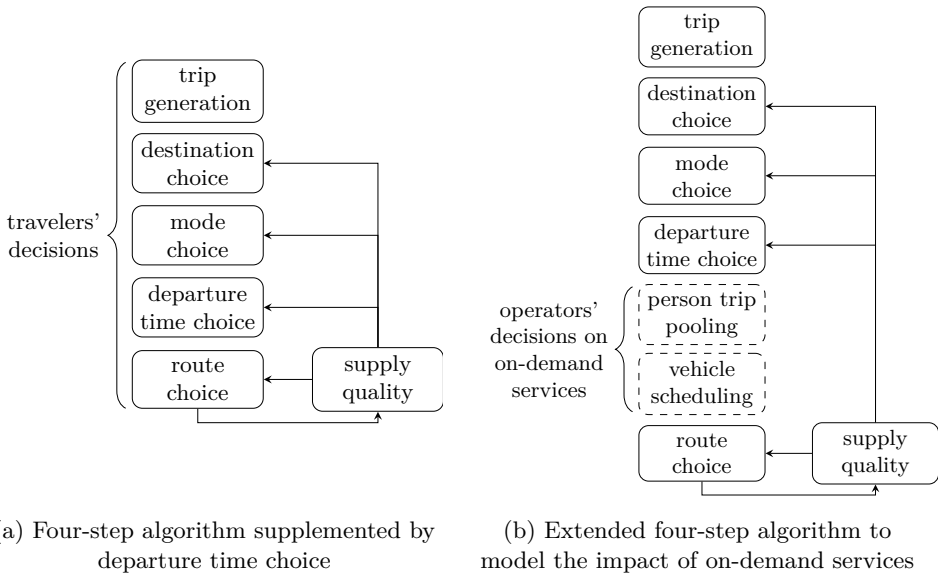 trip
generation
destination
choice
travelers'
decisions
mode
choice
departure
time choice
route
choice
supply
quality
a) Four-step algorithm supplemented by
departure time choice
trip
generation
destination
choice
mode
choice
departure
time choice
operators'
decisions on
on-demand
services
person trip
pooling
vehicle
scheduling
route
choice
supply
quality
(b) Extended four-step algorithm to
model the impact of on-demand services